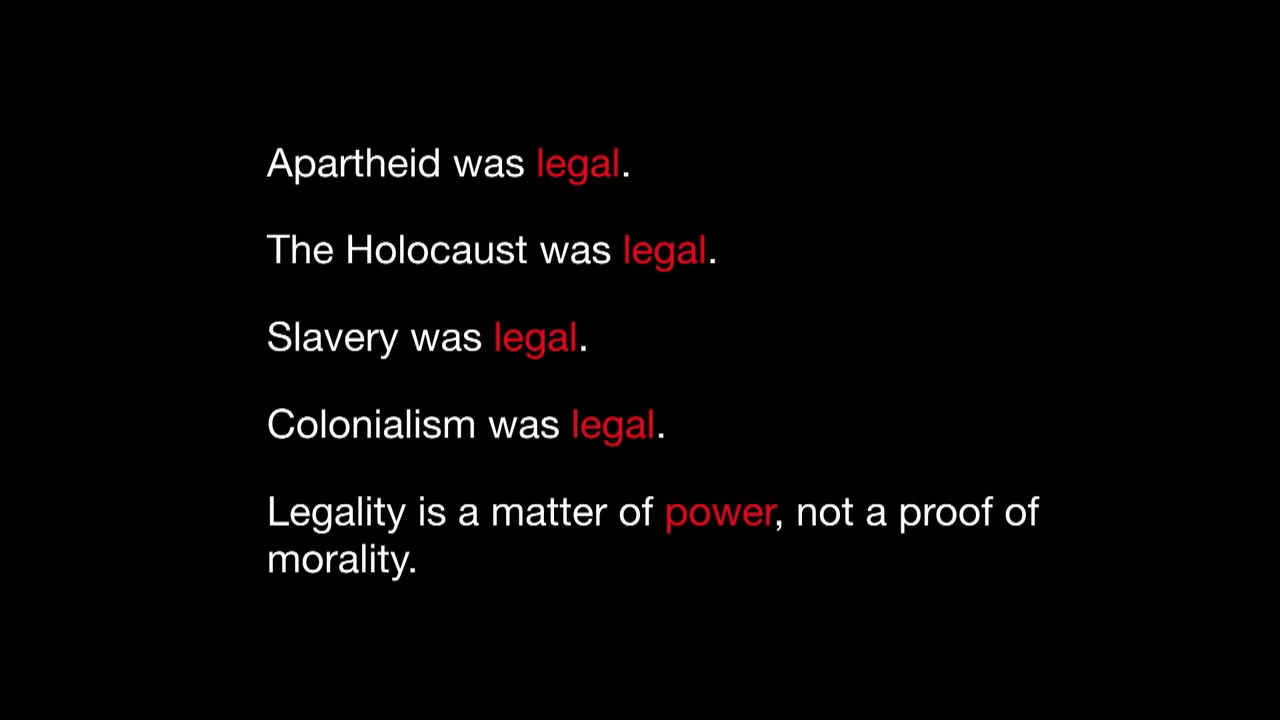 Apartheid was legal.
The Holocaust was legal.
Slavery was legal.
Colonialism was legal.
Legality is a matter of power, not a proof of
morality.